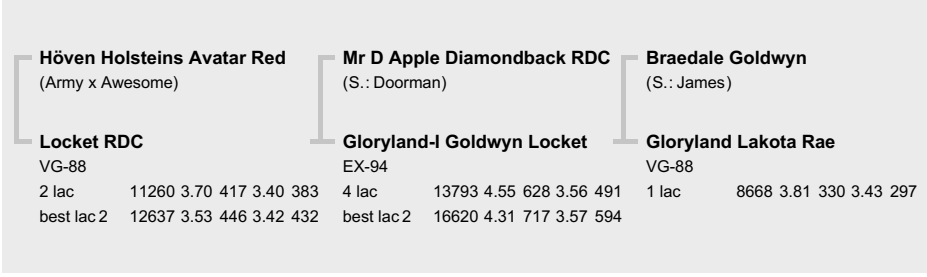 Höven Holsteins Avatar Red
(Army x Awesome)
Locket RDC
VG-88
2 lac 11260 3.70 417 3.40 383
best lac 2 12637 3.53 446 3.42 432
Mr D Apple Diamondback RDC
(S.: Doorman)
Gloryland-I Goldwyn Locket
EX-94
4 lac 13793 4.55 628 3.56 491
best lac 2 16620 4.31 717 3.57 594
Braedale Goldwyn
(S.: James)
Gloryland Lakota Rae
VG-88
1 lac 8668 3.81 330 3.43 297